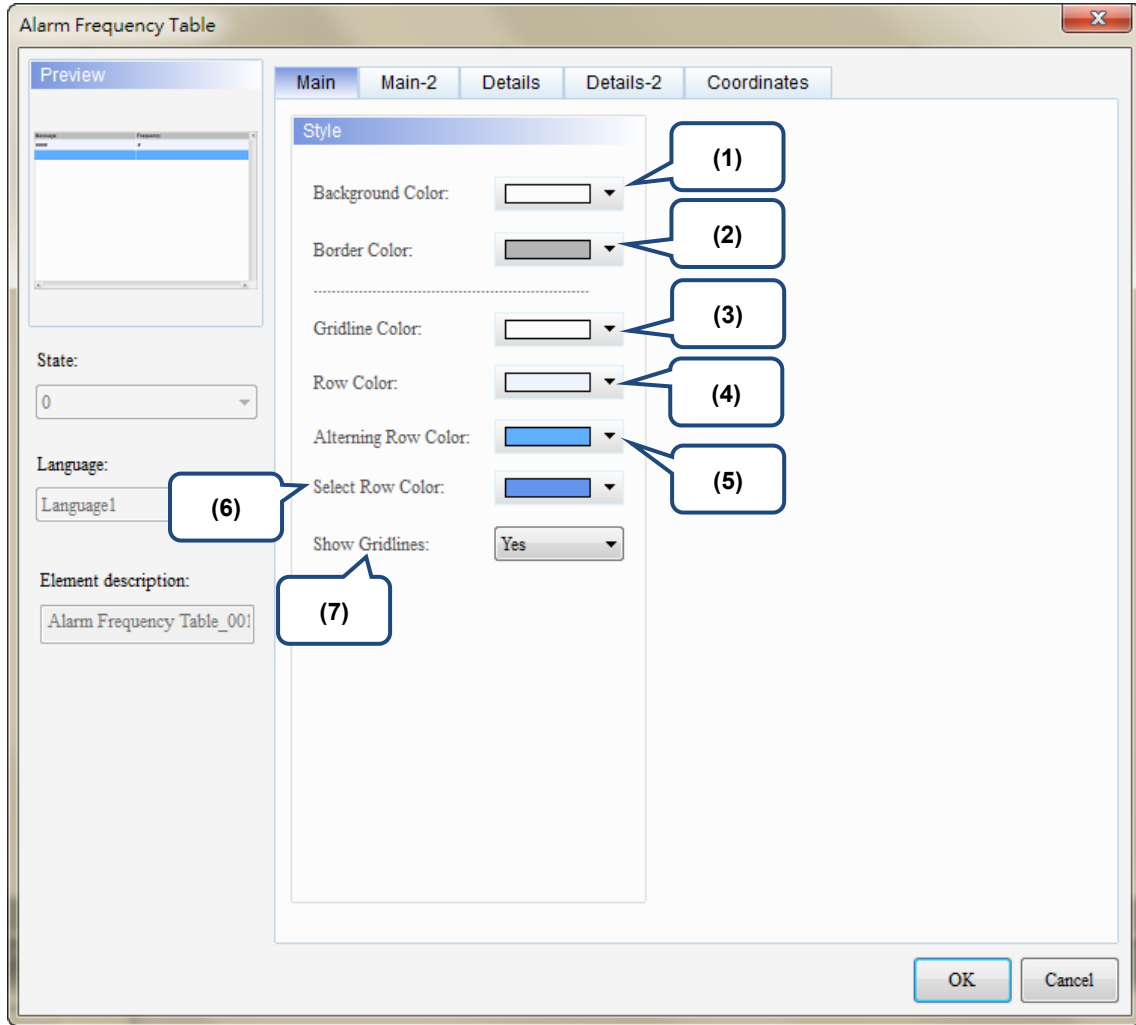 Alarm Frequency Table
x
Preview
Message Frequency
####  #
State:
0
Language:
Language1
Element description:
Alarm Frequency Table_001
Main Main-2 Details Details-2 Coordinates
Style
Background Color:
Border Color:
Gridline Color:
Row Color:
Alterning Row Color:
Select Row Color:
Show Gridlines: Yes
(1)
(2)
(3)
(4)
(5)
(6)
(7)
OK Cancel